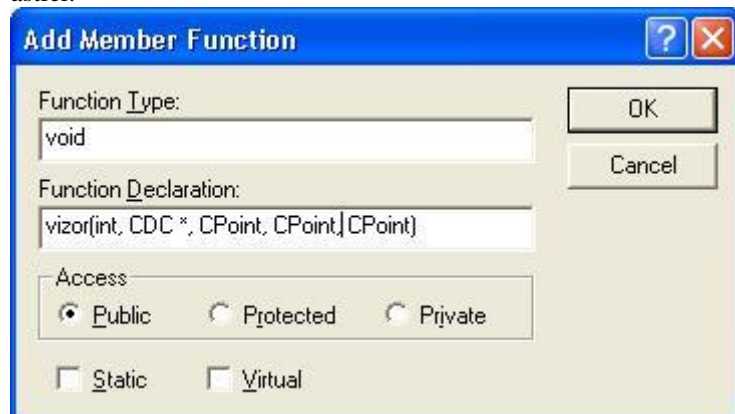 Add Member Function
Function Type:
OK
void
Cancel
Function Declaration:
vizor(int, CDC *, CPoint, CPoint, CPoint)
Access
Public Protected Private
Static Virtual